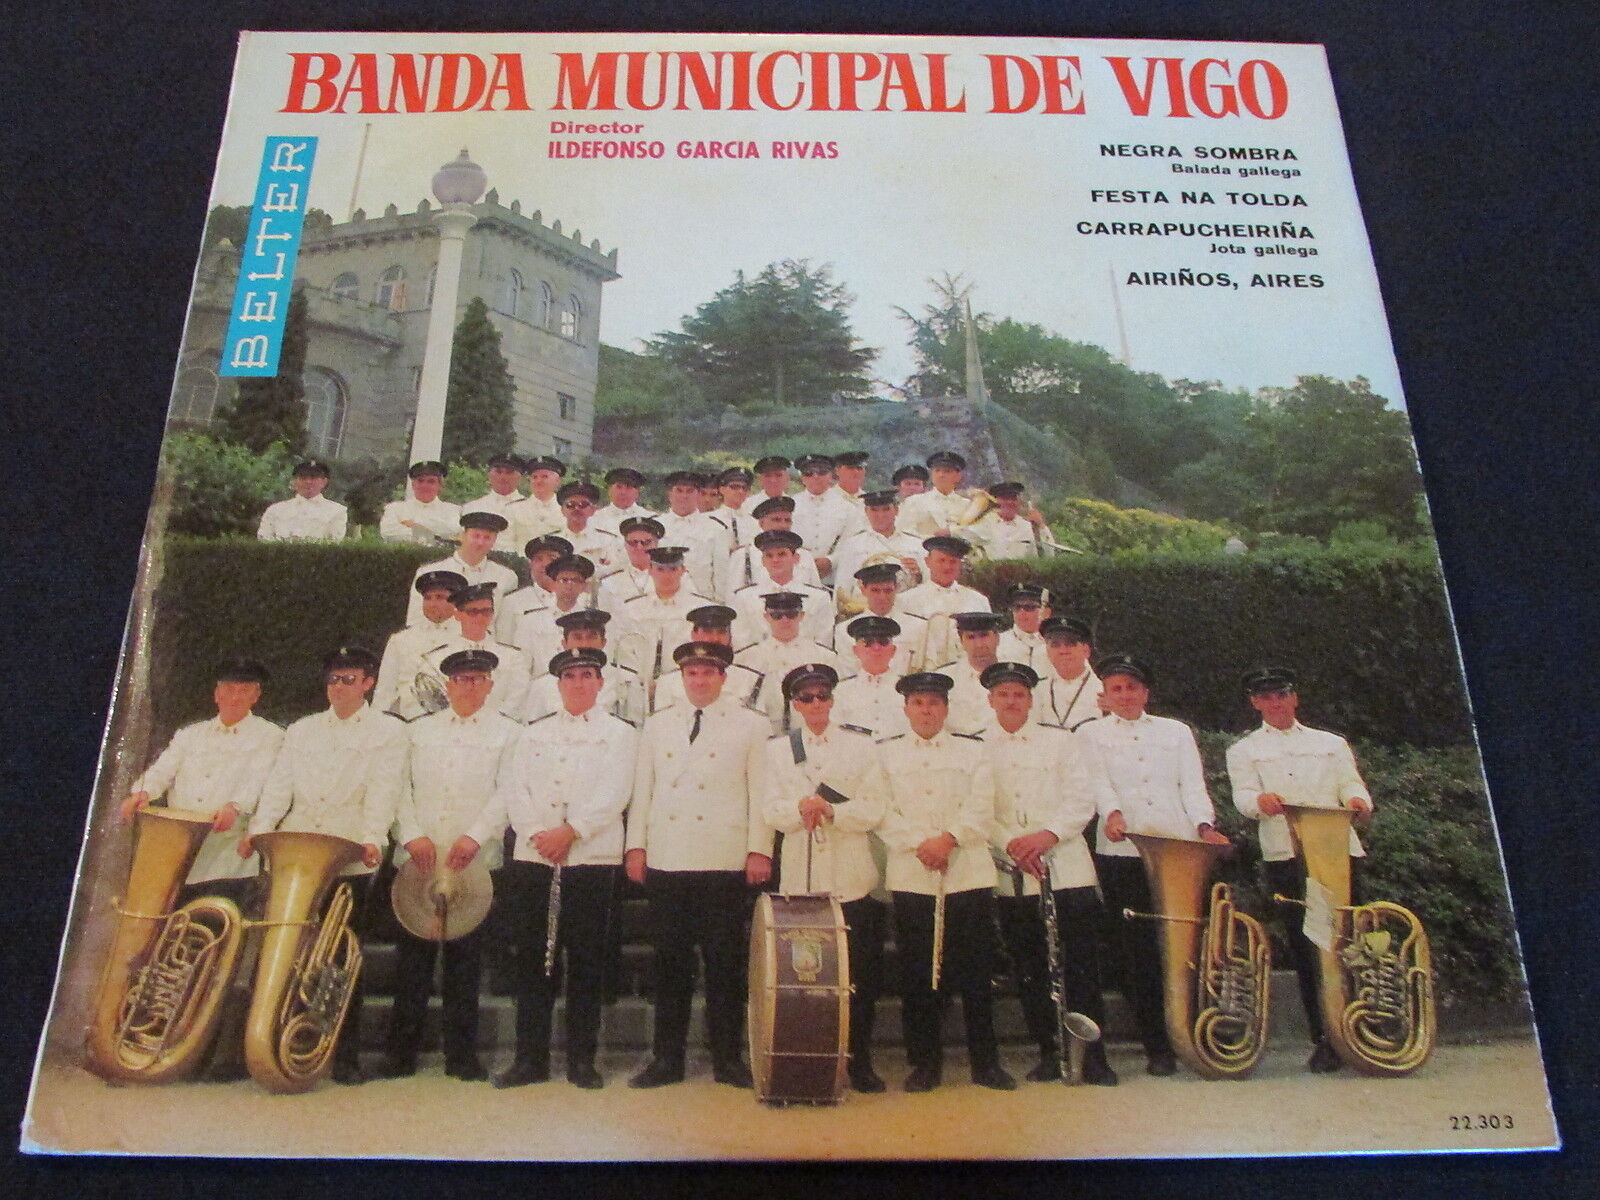 BANDA MUNICIPAL DE VIGO
Director
ILDEFONSO GARCIA RIVAS
BELTER
NEGRA SOMBRA
Balada gallega
FESTA NA TOLDA
CARRAPUCHEIRIÑA
Jota gallega
AIRIÑOS, AIRES
22.303